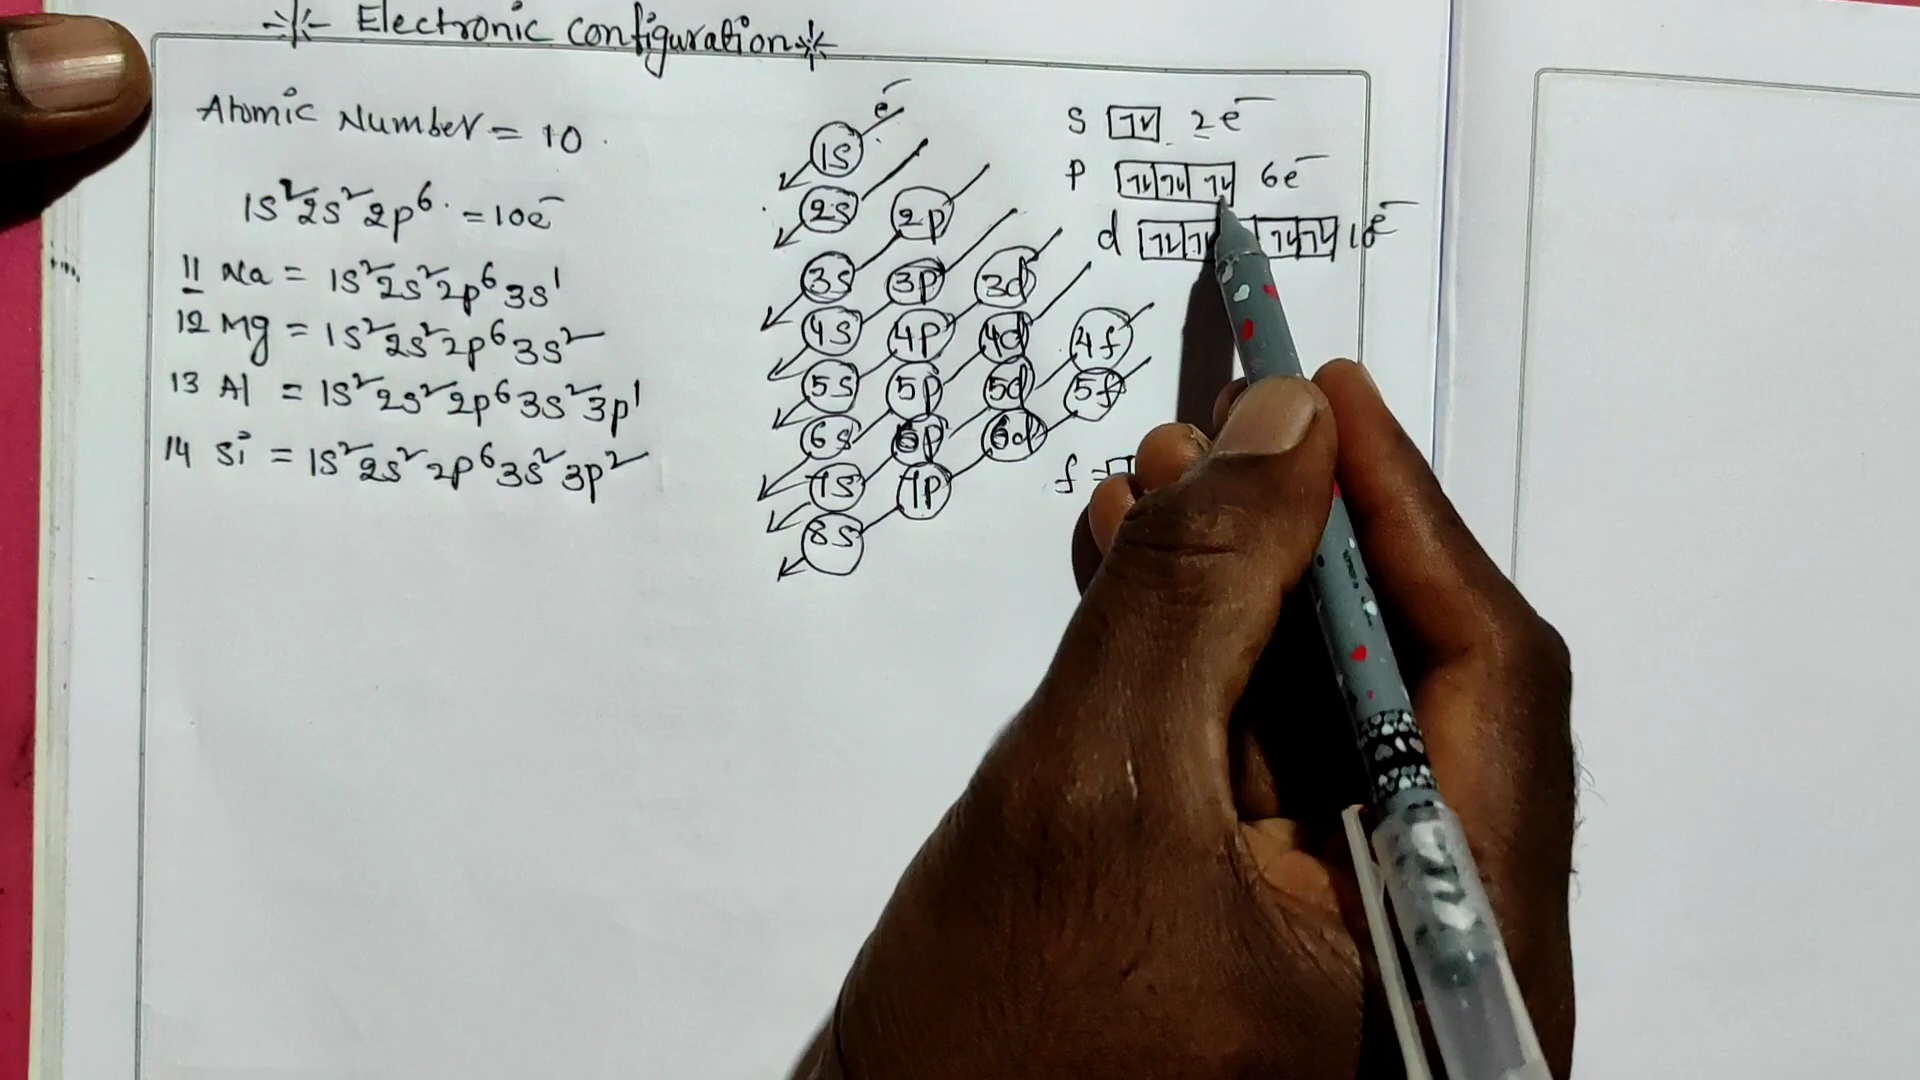 Electronic configuration
Atomic Number = 10
1s² 2s² 2p⁶ = 10e⁻
11 Na = 1s² 2s² 2p⁶ 3s¹
12 Mg = 1s² 2s² 2p⁶ 3s²
13 Al = 1s² 2s² 2p⁶ 3s² 3p¹
14 Si = 1s² 2s² 2p⁶ 3s² 3p²
e⁻
1s
2s 2p
3s 3p 3d
4s 4p 4d 4f
5s 5p 5d 5f
6s 6p 6d
7s 7p
8s
s 2e⁻
p 6e⁻
d 10e⁻
f =